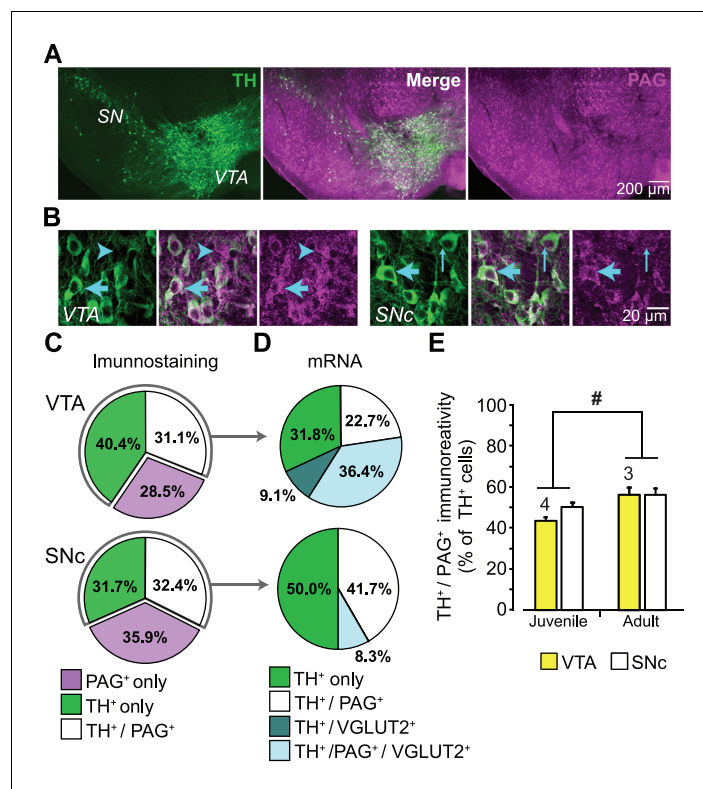 A
TH
Merge
PAG
SN
VTA
200 µm
B
VTA
SNc
20 µm
C
D
E
Imunnostaining
mRNA
VTA
40.4%
31.1%
28.5%
31.8%
22.7%
36.4%
9.1%
SNc
31.7%
32.4%
35.9%
50.0%
41.7%
8.3%
PAG⁺ only
TH⁺ only
TH⁺ / PAG⁺
TH⁺ only
TH⁺ / PAG⁺
TH⁺ / VGLUT2⁺
TH⁺ /PAG⁺ / VGLUT2⁺
TH⁺ / PAG⁺ immunoreativity
(% of TH⁺ cells)
100
80
60
40
20
0
#
4
3
Juvenile
Adult
VTA
SNc